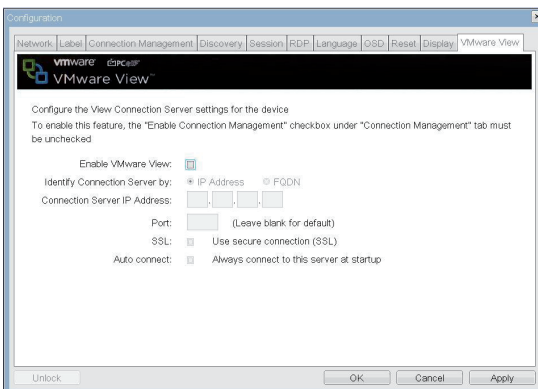 Configuration
Network Label Connection Management Discovery Session RDP Language OSD Reset Display VMware View
vmware PCoIP
VMware View™
Configure the View Connection Server settings for the device
To enable this feature, the "Enable Connection Management" checkbox under "Connection Management" tab must
be unchecked
Enable VMware View:
Identify Connection Server by: IP Address FQDN
Connection Server IP Address: . . .
Port: (Leave blank for default)
SSL: Use secure connection (SSL)
Auto connect: Always connect to this server at startup
Unlock OK Cancel Apply